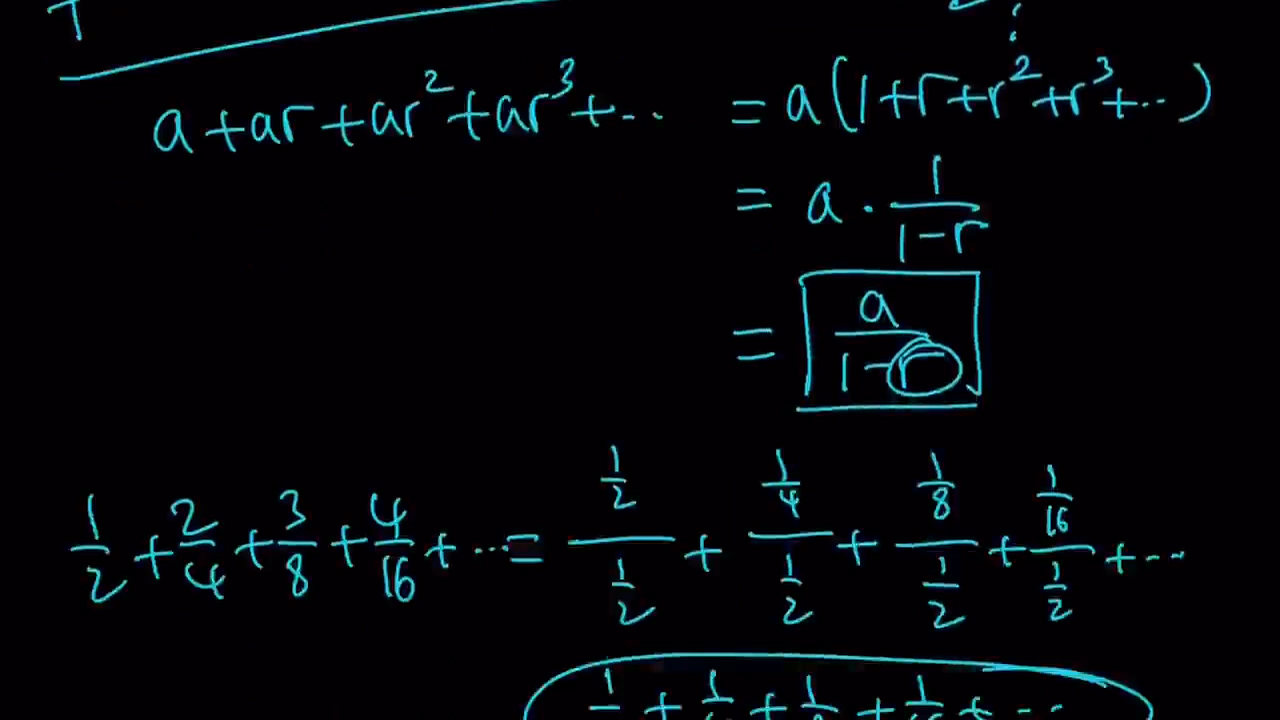 a + ar + ar² + ar³ + ... = a(1 + r + r² + r³ + ...)
= a · 1/(1-r)
= a/(1-r)
1/2 + 2/4 + 3/8 + 4/16 + ... = (1/2)/(1/2) + (1/4)/(1/2) + (1/8)/(1/2) + (1/16)/(1/2) + ...